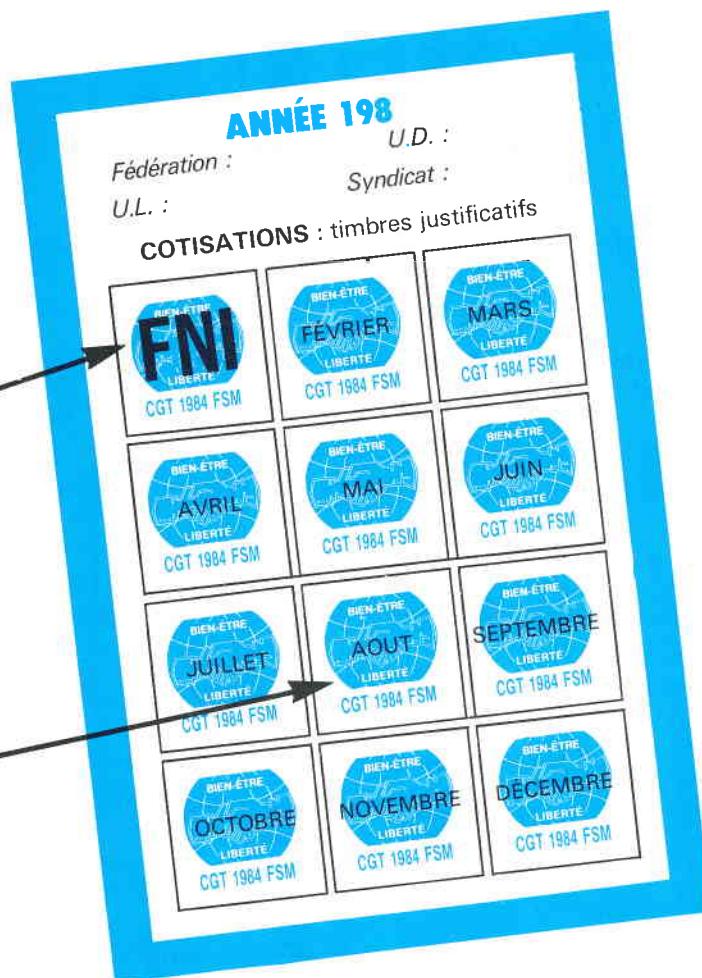 ANNÉE 198
Fédération : U.D. :
U.L. : Syndicat :
COTISATIONS : timbres justificatifs
BIEN-ÊTRE BIEN-ÊTRE BIEN-ÊTRE
FNI FÉVRIER MARS
LIBERTÉ LIBERTÉ LIBERTÉ
CGT 1984 FSM CGT 1984 FSM CGT 1984 FSM
BIEN-ÊTRE BIEN-ÊTRE BIEN-ÊTRE
AVRIL MAI JUIN
LIBERTÉ LIBERTÉ LIBERTÉ
CGT 1984 FSM CGT 1984 FSM CGT 1984 FSM
BIEN-ÊTRE BIEN-ÊTRE BIEN-ÊTRE
JUILLET AOUT SEPTEMBRE
LIBERTÉ LIBERTÉ LIBERTÉ
CGT 1984 FSM CGT 1984 FSM CGT 1984 FSM
BIEN-ÊTRE BIEN-ÊTRE BIEN-ÊTRE
OCTOBRE NOVEMBRE DÉCEMBRE
LIBERTÉ LIBERTÉ LIBERTÉ
CGT 1984 FSM CGT 1984 FSM CGT 1984 FSM